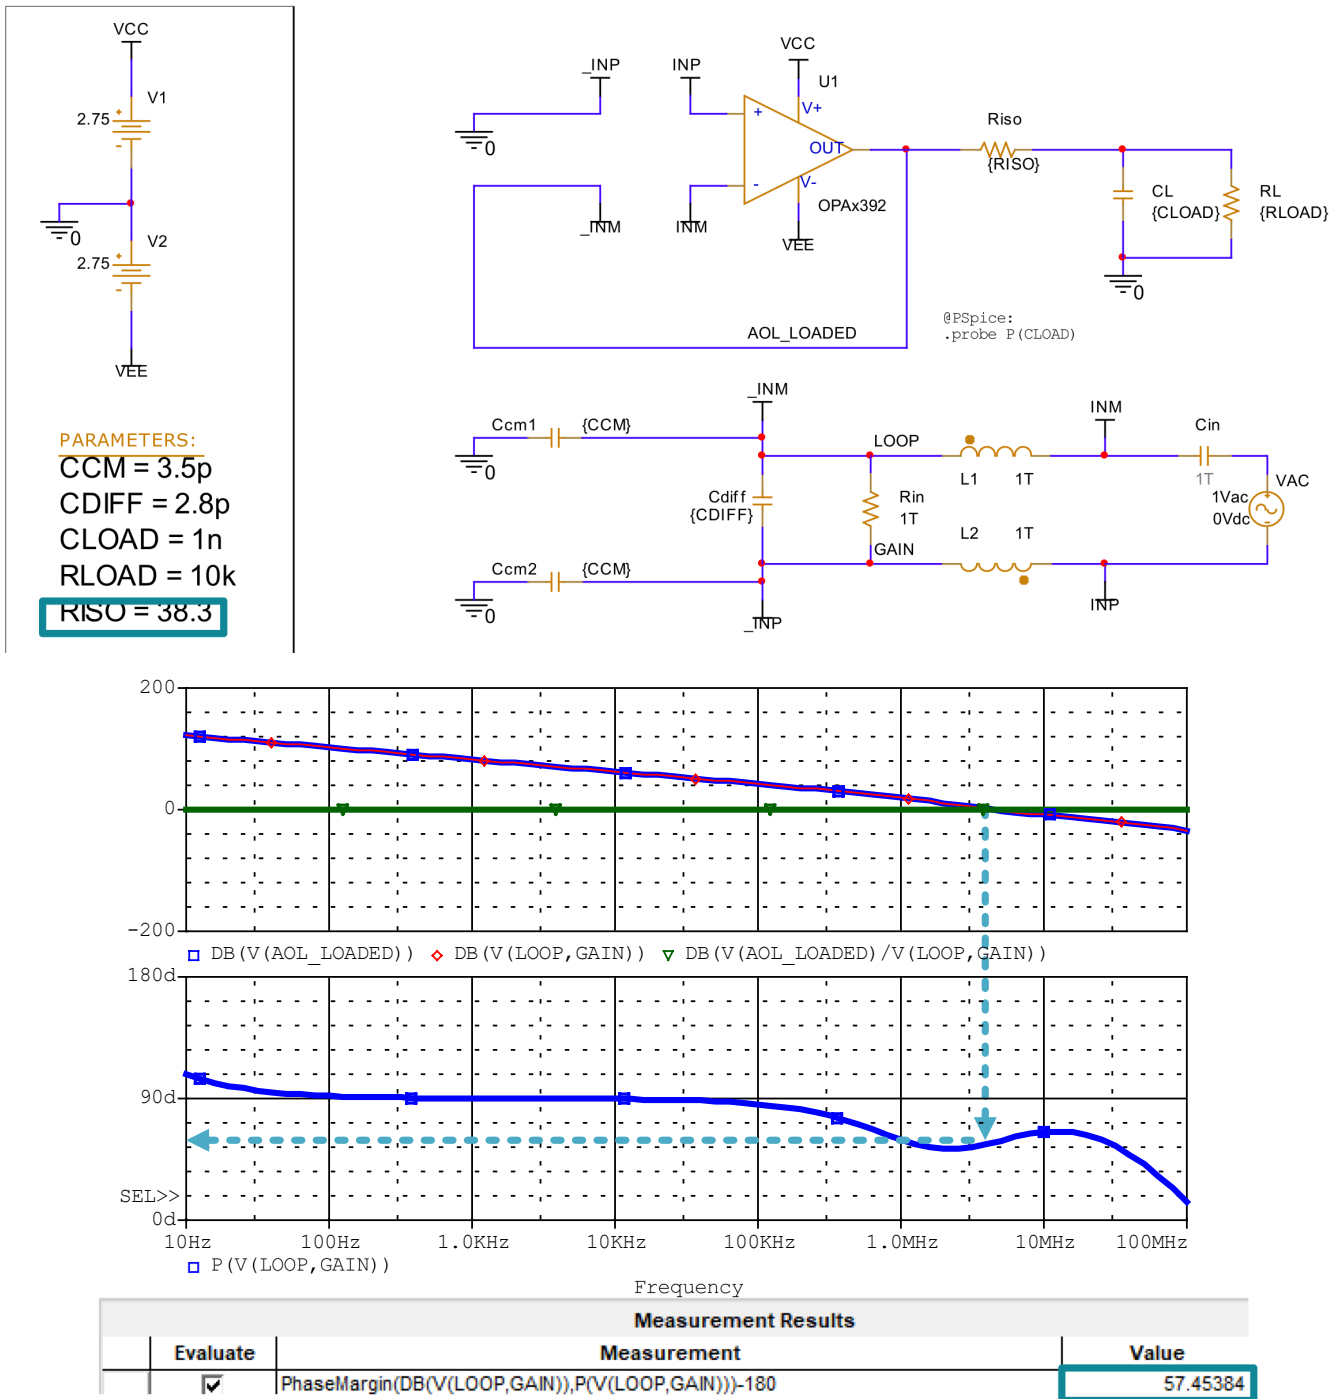 VCC
V1
2.75
+
-
0
V2
2.75
+
-
VEE
PARAMETERS:
CCM = 3.5p
CDIFF = 2.8p
CLOAD = 1n
RLOAD = 10k
RISO = 38.3
_INP
INP
VCC
U1
V+
+
0
OUT
Riso
{RISO}
-
V-
OPAx392
_INM
INM
VEE
CL
{CLOAD}
RL
{RLOAD}
0
AOL_LOADED
@PSpice:
.probe P(CLOAD)
_INM
INM
Ccm1
{CCM}
LOOP
Cin
0
L1 1T
1T
VAC
Cdiff
{CDIFF}
Rin
1T
1Vac
0Vdc
+
-
L2 1T
GAIN
Ccm2
{CCM}
0
_INP
INP
200
0
-200
DB(V(AOL_LOADED)) DB(V(LOOP,GAIN)) DB(V(AOL_LOADED)/V(LOOP,GAIN))
180d
90d
SEL>>
0d
10Hz 100Hz 1.0KHz 10KHz 100KHz 1.0MHz 10MHz 100MHz
P(V(LOOP,GAIN))
Frequency
Measurement Results
Evaluate Measurement Value
PhaseMargin(DB(V(LOOP,GAIN)),P(V(LOOP,GAIN)))-180 57.45384